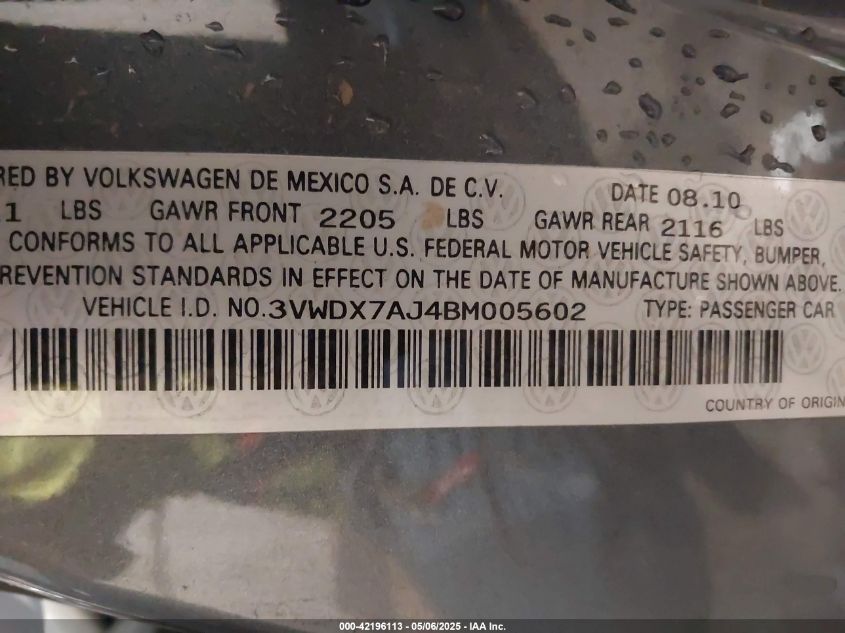 RED BY VOLKSWAGEN DE MEXICO S.A. DE C.V. DATE 08.10
1 LBS GAWR FRONT 2205 LBS GAWR REAR 2116 LBS
CONFORMS TO ALL APPLICABLE U.S. FEDERAL MOTOR VEHICLE SAFETY, BUMPER,
REVENTION STANDARDS IN EFFECT ON THE DATE OF MANUFACTURE SHOWN ABOVE.
VEHICLE I.D. NO.3VWDX7AJ4BM005602 TYPE: PASSENGER CAR
COUNTRY OF ORIGIN
000-42196113 - 05/06/2025 - IAA Inc.